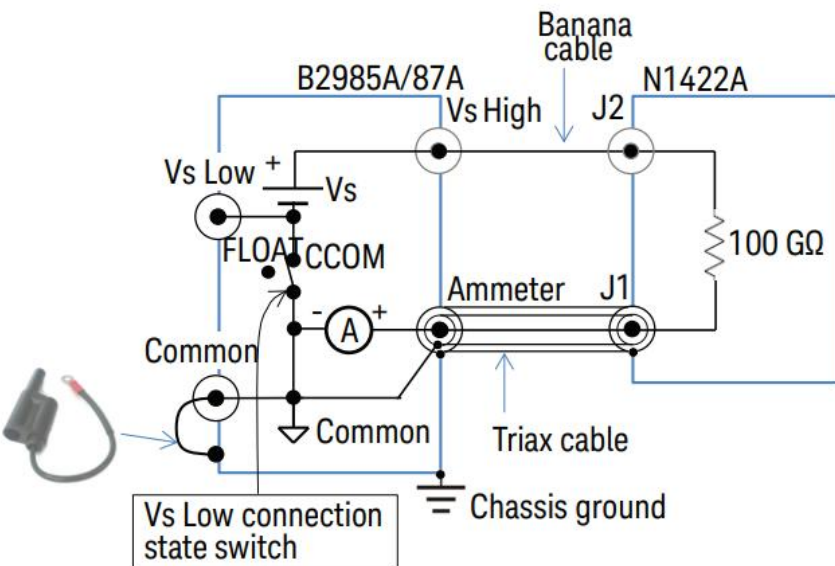 Banana
cable
B2985A/87A
N1422A
Vs High
J2
Vs Low
+
Vs
FLOAT
CCOM
100 GΩ
Ammeter
J1
- A +
Common
Common
Triax cable
Chassis ground
Vs Low connection
state switch